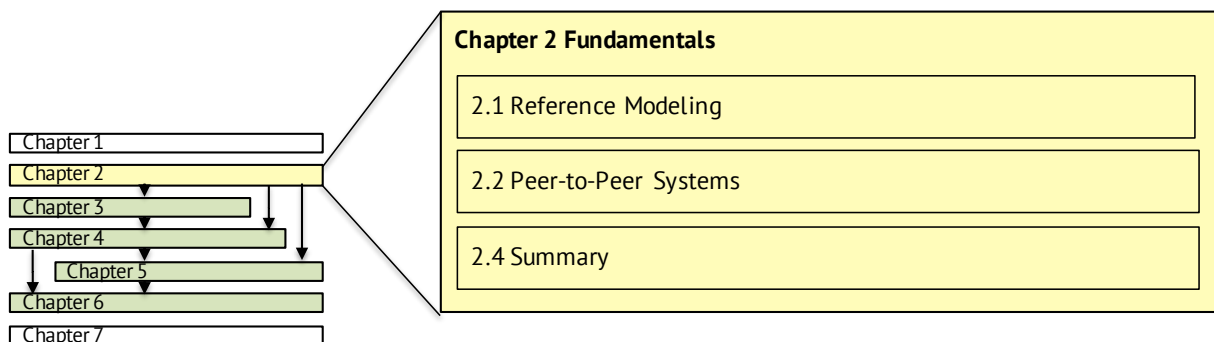 Chapter 2 Fundamentals
2.1 Reference Modeling
2.2 Peer-to-Peer Systems
2.4 Summary
Chapter 1
Chapter 2
Chapter 3
Chapter 4
Chapter 5
Chapter 6
Chapter 7